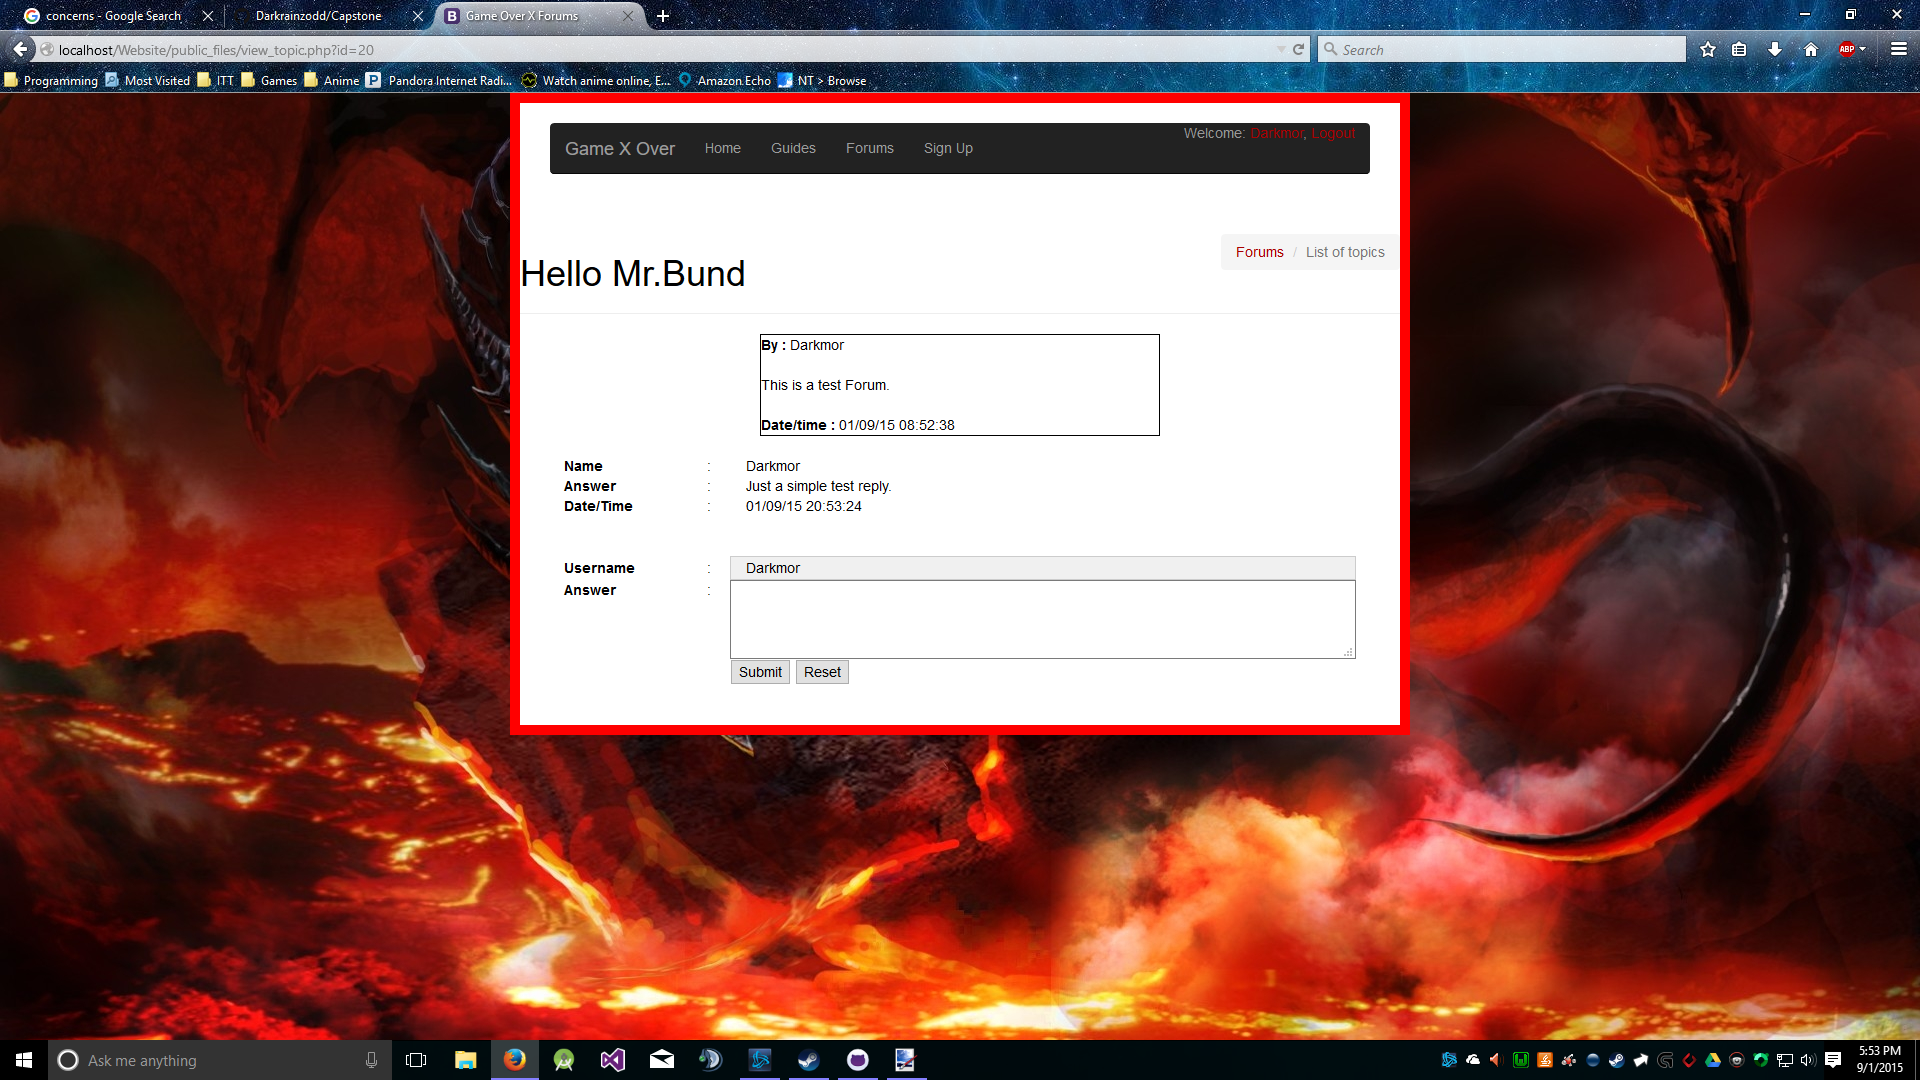 concerns - Google Search
Darkrainzodd/Capstone
Game Over X Forums
localhost/Website/public_files/view_topic.php?id=20
Search
ABP
Programming
Most Visited
ITT
Games
Anime
Pandora Internet Radi...
Watch anime online, E...
Amazon Echo
NT > Browse
Welcome: Darkmor, Logout
Game X Over
Home
Guides
Forums
Sign Up
Forums / List of topics
Hello Mr.Bund
By : Darkmor
This is a test Forum.
Date/time : 01/09/15 08:52:38
Name : Darkmor
Answer : Just a simple test reply.
Date/Time : 01/09/15 20:53:24
Username : Darkmor
Answer :
Submit Reset
Ask me anything
5:53 PM
9/1/2015